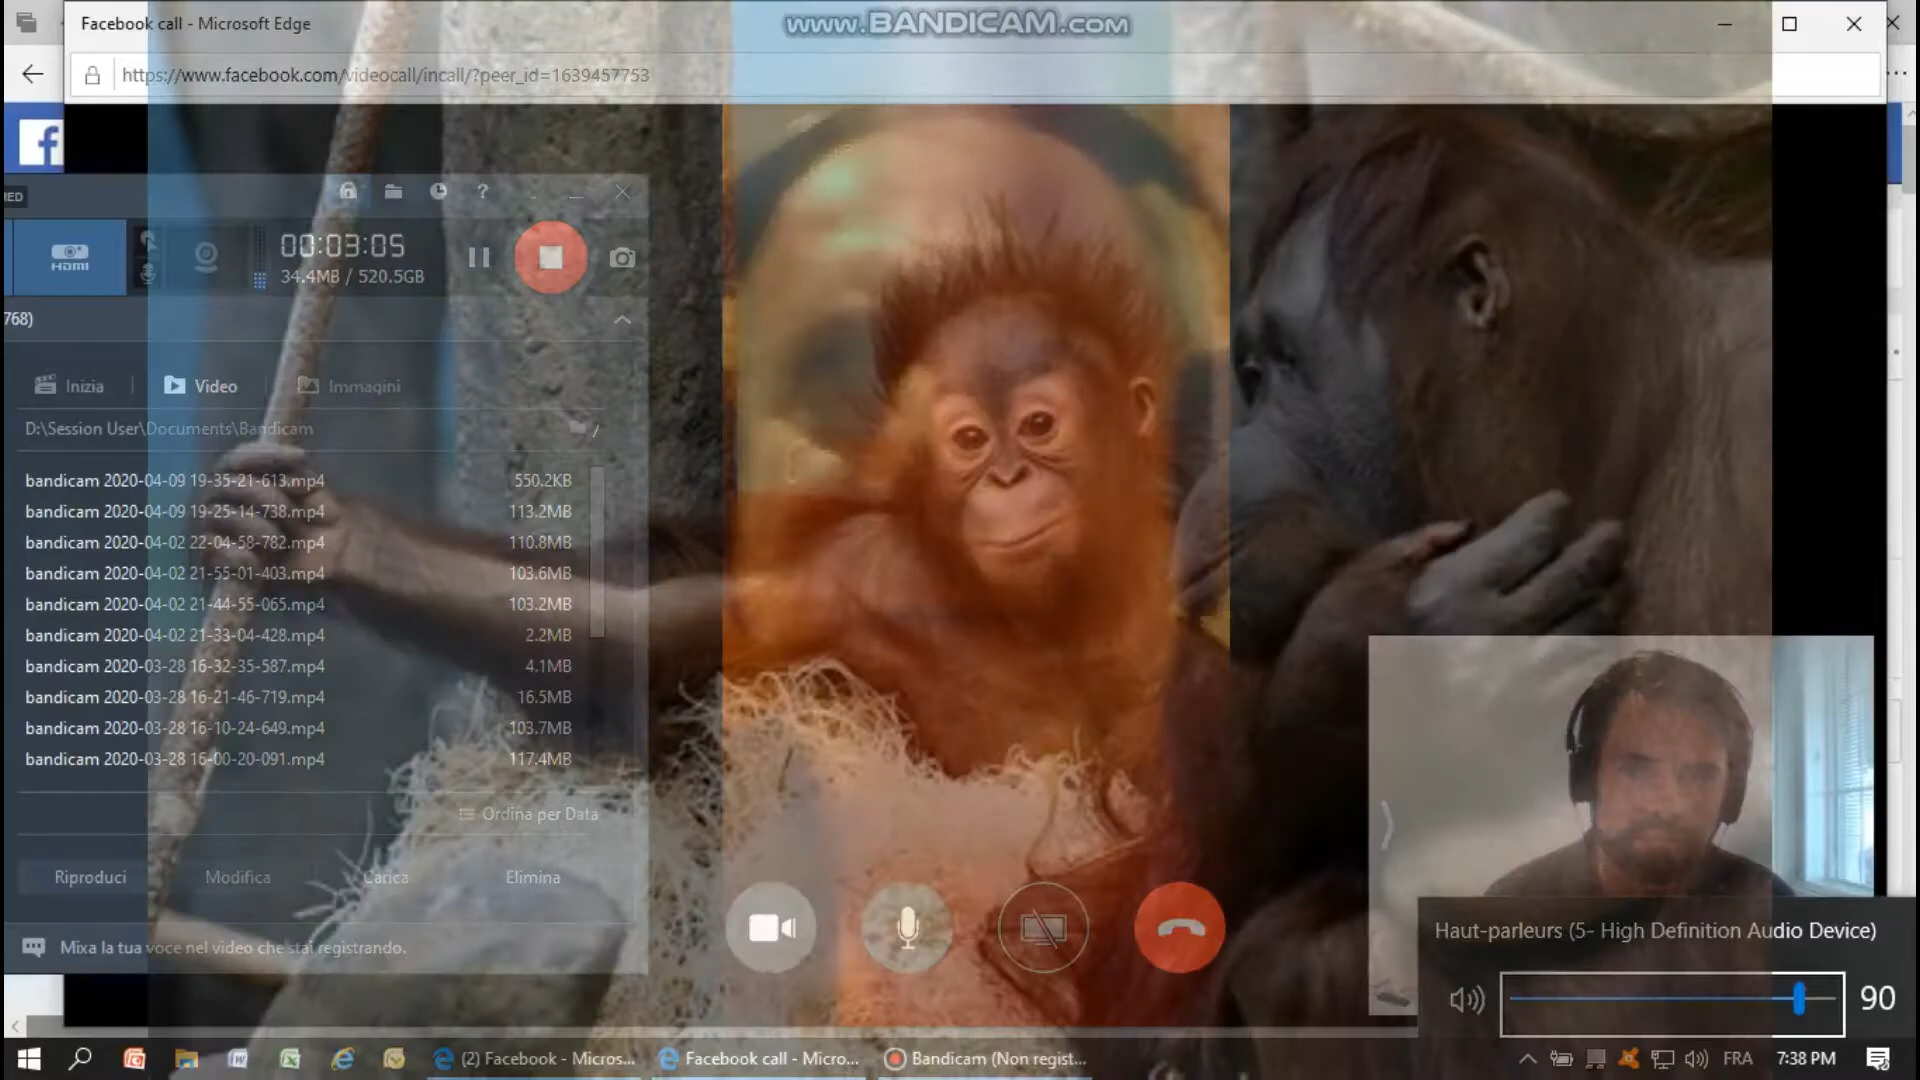 Facebook call - Microsoft Edge
www.BANDICAM.com
https://www.facebook.com/videocall/incall/?peer_id=1639457753
f
RED
HDMI
00:03:05
34.4MB / 520.5GB
768)
Inizia
Video
Immagini
D:\Session User\Documents\Bandicam
bandicam 2020-04-09 19-35-21-613.mp4 550.2KB
bandicam 2020-04-09 19-25-14-738.mp4 113.2MB
bandicam 2020-04-02 22-04-58-782.mp4 110.8MB
bandicam 2020-04-02 21-55-01-403.mp4 103.6MB
bandicam 2020-04-02 21-44-55-065.mp4 103.2MB
bandicam 2020-04-02 21-33-04-428.mp4 2.2MB
bandicam 2020-03-28 16-32-35-587.mp4 4.1MB
bandicam 2020-03-28 16-21-46-719.mp4 16.5MB
bandicam 2020-03-28 16-10-24-649.mp4 103.7MB
bandicam 2020-03-28 16-00-20-091.mp4 117.4MB
Ordina per Data
Riproduci
Modifica
Carica
Elimina
Mixa la tua voce nel video che stai registrando.
Haut-parleurs (5- High Definition Audio Device)
90
(2) Facebook - Micros...
Facebook call - Micro...
Bandicam (Non regist...
FRA
7:38 PM